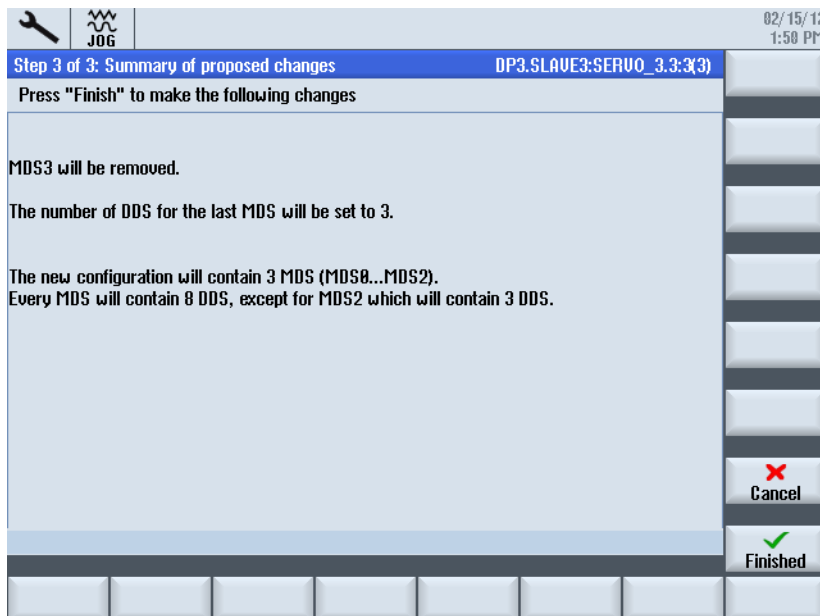 JOG
02/15/12
1:50 PM
Step 3 of 3: Summary of proposed changes DP3.SLAVE3:SERVO_3.3:3(3)
Press "Finish" to make the following changes
MDS3 will be removed.
The number of DDS for the last MDS will be set to 3.
The new configuration will contain 3 MDS (MDS0...MDS2).
Every MDS will contain 8 DDS, except for MDS2 which will contain 3 DDS.
Cancel
Finished